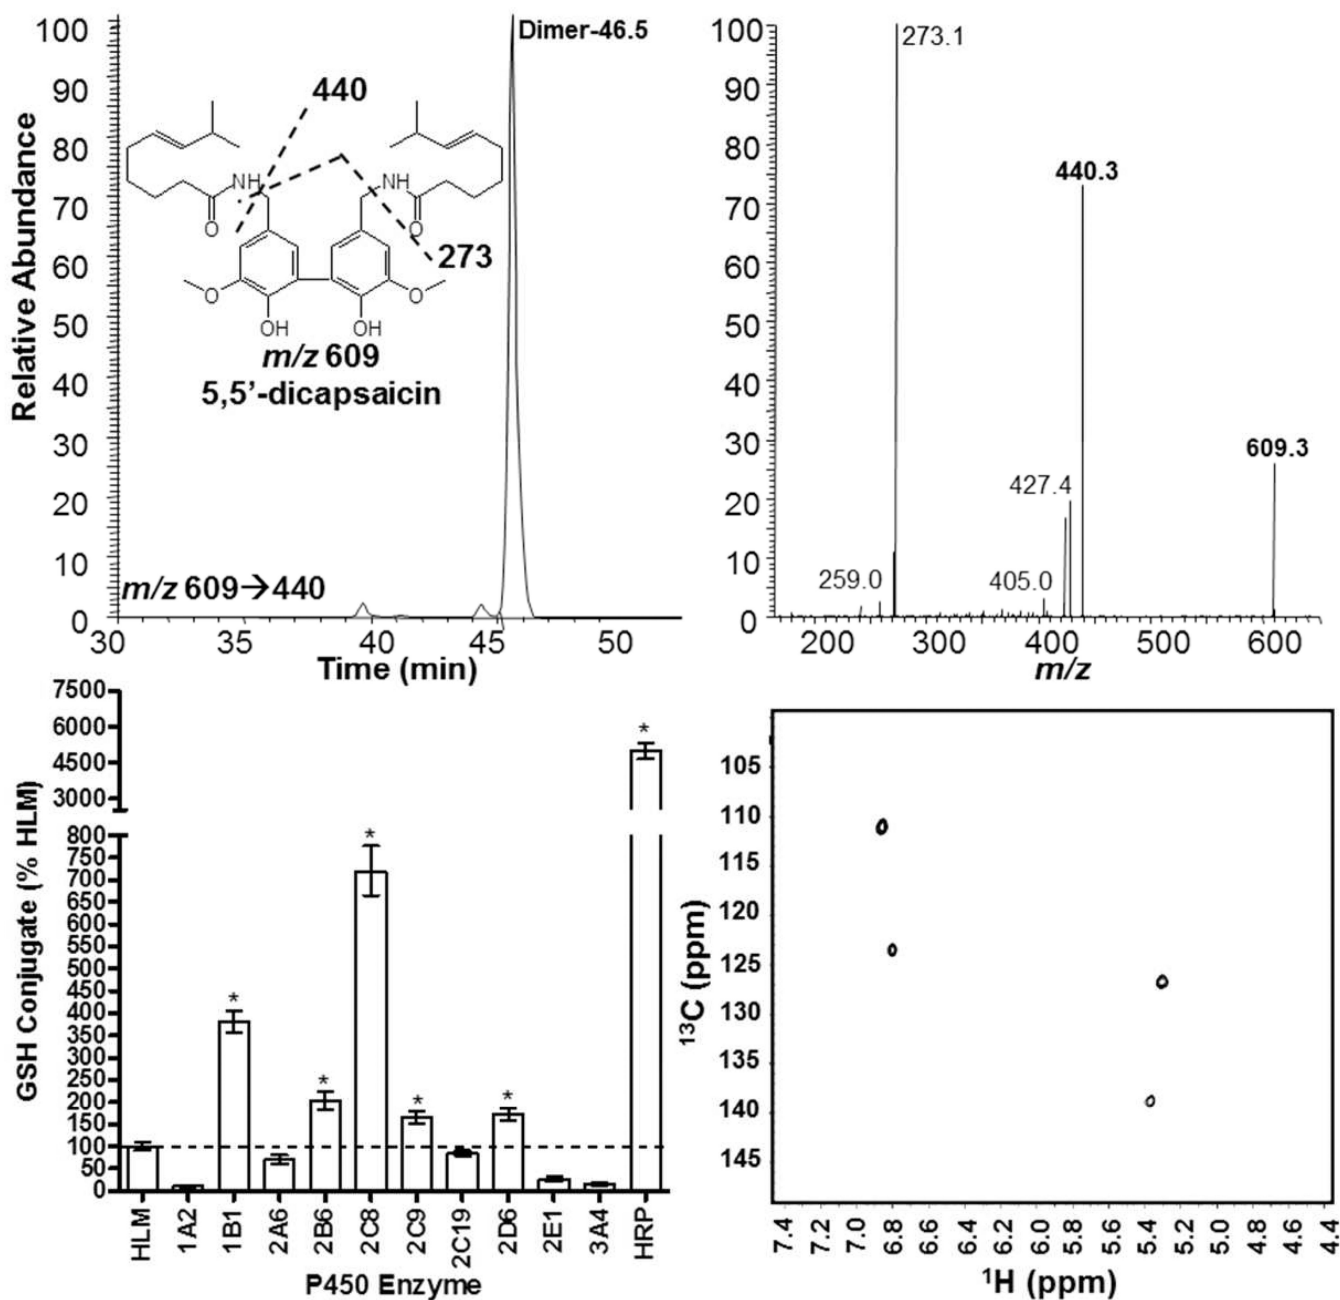 Relative Abundance
100
90
80
70
60
50
40
30
20
10
0
Dimer-46.5
440
NH
NH
O
O
273
O
O
OH
OH
m/z 609
5,5'-dicapsaicin
m/z 609→440
30 35 40 45 50
Time (min)
100
90
80
70
60
50
40
30
20
10
0
273.1
440.3
609.3
427.4
259.0
405.0
200 300 400 500 600
m/z
GSH Conjugate (% HLM)
7500
6000
4500
3000
800
750
700
650
600
550
500
450
400
350
300
250
200
150
100
50
0
* * * * * *
HLM 1A2 1B1 2A6 2B6 2C8 2C9 2C19 2D6 2E1 3A4 HRP
P450 Enzyme
13C (ppm)
105
110
115
120
125
130
135
140
145
7.4 7.2 7.0 6.8 6.6 6.4 6.2 6.0 5.8 5.6 5.4 5.2 5.0 4.8 4.6 4.4
1H (ppm)